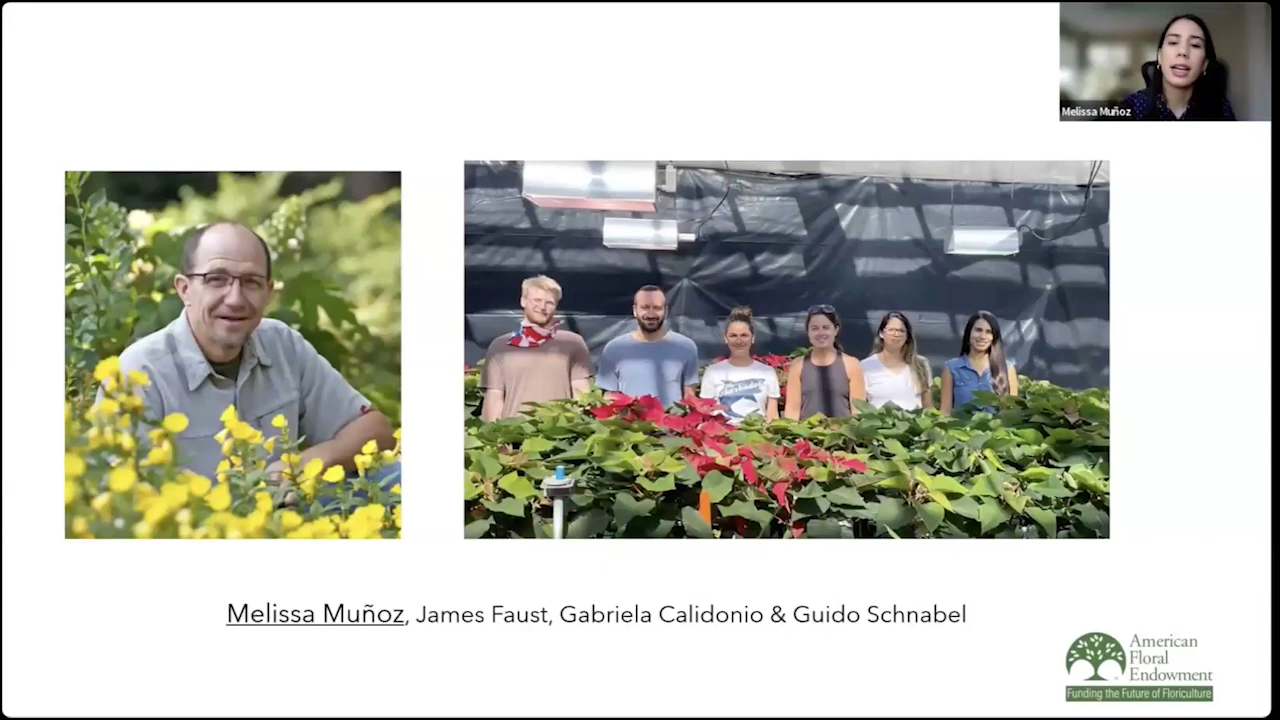 Melissa Muñoz
Melissa Muñoz, James Faust, Gabriela Calidonio & Guido Schnabel
American
Floral
Endowment
Funding the Future of Floriculture